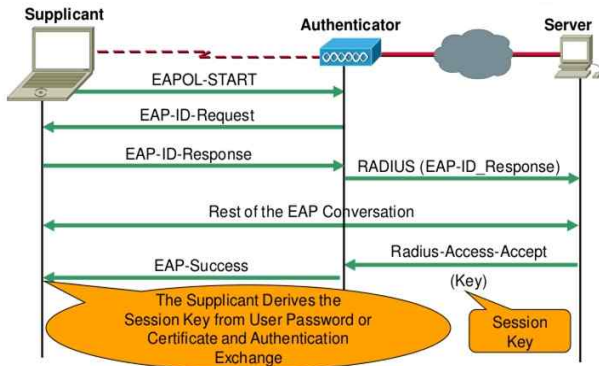 Supplicant
Authenticator
Server
EAPOL-START
EAP-ID-Request
EAP-ID-Response
RADIUS (EAP-ID_Response)
Rest of the EAP Conversation
Radius-Access-Accept
EAP-Success
(Key)
The Supplicant Derives the
Session Key from User Password or
Certificate and Authentication
Exchange
Session
Key